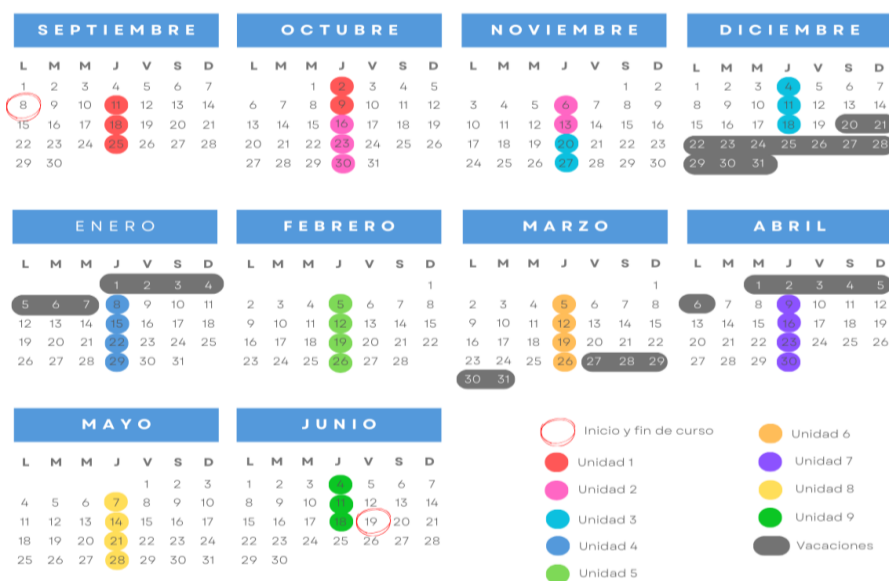 SEPTIEMBRE
L M M J V S D
1 2 3 4 5 6 7
8 9 10 11 12 13 14
15 16 17 18 19 20 21
22 23 24 25 26 27 28
29 30
OCTUBRE
L M M J V S D
1 2 3 4 5
6 7 8 9 10 11 12
13 14 15 16 17 18 19
20 21 22 23 24 25 26
27 28 29 30 31
NOVIEMBRE
L M M J V S D
1 2
3 4 5 6 7 8 9
10 11 12 13 14 15 16
17 18 19 20 21 22 23
24 25 26 27 28 29 30
DICIEMBRE
L M M J V S D
1 2 3 4 5 6 7
8 9 10 11 12 13 14
15 16 17 18 19 20 21
22 23 24 25 26 27 28
29 30 31
ENERO
L M M J V S D
1 2 3 4
5 6 7 8 9 10 11
12 13 14 15 16 17 18
19 20 21 22 23 24 25
26 27 28 29 30 31
FEBRERO
L M M J V S D
1
2 3 4 5 6 7 8
9 10 11 12 13 14 15
16 17 18 19 20 21 22
23 24 25 26 27 28
MARZO
L M M J V S D
1
2 3 4 5 6 7 8
9 10 11 12 13 14 15
16 17 18 19 20 21 22
23 24 25 26 27 28 29
30 31
ABRIL
L M M J V S D
1 2 3 4 5
6 7 8 9 10 11 12
13 14 15 16 17 18 19
20 21 22 23 24 25 26
27 28 29 30
MAYO
L M M J V S D
1 2 3
4 5 6 7 8 9 10
11 12 13 14 15 16 17
18 19 20 21 22 23 24
25 26 27 28 29 30 31
JUNIO
L M M J V S D
1 2 3 4 5 6 7
8 9 10 11 12 13 14
15 16 17 18 19 20 21
22 23 24 25 26 27 28
29 30
Inicio y fin de curso
Unidad 1
Unidad 2
Unidad 3
Unidad 4
Unidad 5
Unidad 6
Unidad 7
Unidad 8
Unidad 9
Vacaciones